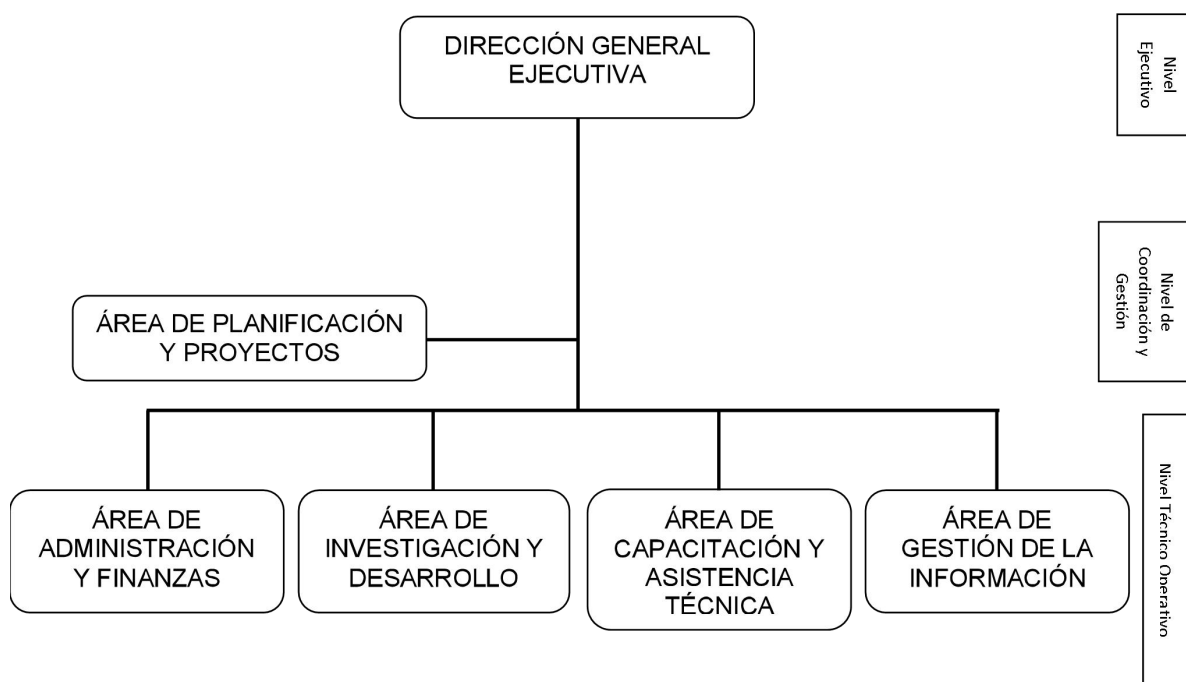 DIRECCIÓN GENERAL
EJECUTIVA
Nivel
Ejecutivo
ÁREA DE PLANIFICACIÓN
Y PROYECTOS
Nivel de
Coordinación y
Gestión
ÁREA DE
ADMINISTRACIÓN
Y FINANZAS
ÁREA DE
INVESTIGACIÓN Y
DESARROLLO
ÁREA DE
CAPACITACIÓN Y
ASISTENCIA
TÉCNICA
ÁREA DE
GESTIÓN DE LA
INFORMACIÓN
Nivel Técnico Operativo